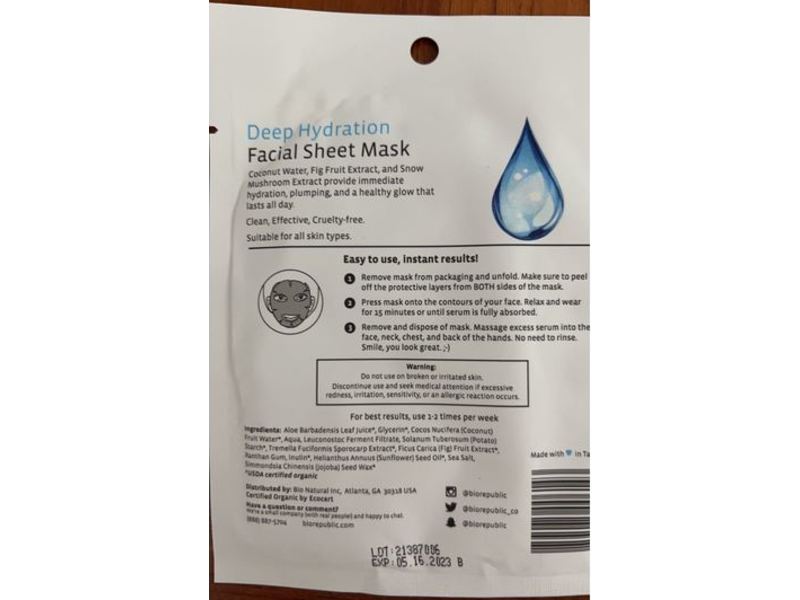 Deep Hydration
Facial Sheet Mask
Coconut Water, Fig Fruit Extract, and Snow
Mushroom Extract provide immediate
hydration, plumping, and a healthy glow that
lasts all day.
Clean, Effective, Cruelty-free.
Suitable for all skin types.
Easy to use, instant results!
1 Remove mask from packaging and unfold. Make sure to peel
off the protective layers from BOTH sides of the mask.
2 Press mask onto the contours of your face. Relax and wear
for 15 minutes or until serum is fully absorbed.
3 Remove and dispose of mask. Massage excess serum into the
face, neck, chest, and back of the hands. No need to rinse.
Smile, you look great. ;-)
Warning:
Do not use on broken or irritated skin.
Discontinue use and seek medical attention if excessive
redness, irritation, sensitivity, or an allergic reaction occurs.
For best results, use 1-2 times per week
Ingredients: Aloe Barbadensis Leaf Juice*, Glycerin*, Cocos Nucifera (Coconut)
Fruit Water*, Aqua, Leuconostoc Ferment Filtrate, Solanum Tuberosum (Potato)
Starch*, Tremella Fuciformis Sporocarp Extract*, Ficus Carica (Fig) Fruit Extract*,
Xanthan Gum, Inulin*, Helianthus Annuus (Sunflower) Seed Oil*, Sea Salt,
Simmondsia Chinensis (Jojoba) Seed Wax*
*USDA certified organic
Made with in Ta
Distributed by: Bio Natural Inc, Atlanta, GA 30318 USA
Certified Organic by Ecocert
Have a question or comment?
We're a small company (with real people) and happy to chat.
(888) 887-5704 biorepublic.com
@biorepublic
@biorepublic_co
@biorepublic
LOT: 21387006
EXP: 05.16.2023 B